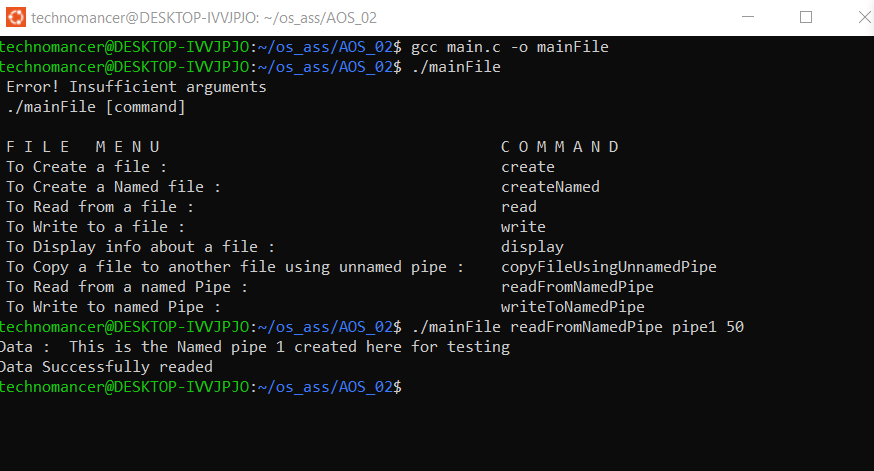 technomancer@DESKTOP-IVVJPJO: ~/os_ass/AOS_02
technomancer@DESKTOP-IVVJPJO:~/os_ass/AOS_02$ gcc main.c -o mainFile
technomancer@DESKTOP-IVVJPJO:~/os_ass/AOS_02$ ./mainFile
Error! Insufficient arguments
./mainFile [command]
F I L E   M E N U                                      C O M M A N D
To Create a file :                                     create
To Create a Named file :                               createNamed
To Read from a file :                                  read
To Write to a file :                                   write
To Display info about a file :                         display
To Copy a file to another file using unnamed pipe :    copyFileUsingUnnamedPipe
To Read from a named Pipe :                            readFromNamedPipe
To Write to named Pipe :                               writeToNamedPipe
technomancer@DESKTOP-IVVJPJO:~/os_ass/AOS_02$ ./mainFile readFromNamedPipe pipe1 50
Data :  This is the Named pipe 1 created here for testing
Data Successfully readed
technomancer@DESKTOP-IVVJPJO:~/os_ass/AOS_02$